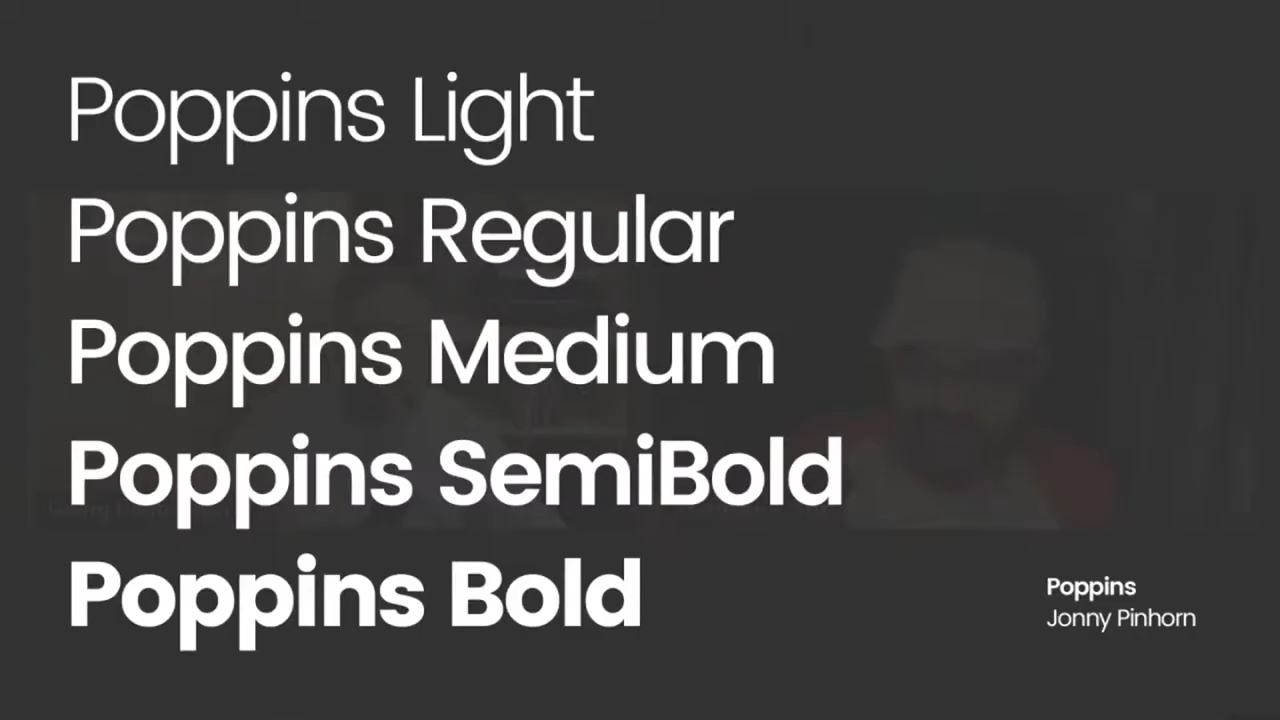 Poppins Light
Poppins Regular
Poppins Medium
Poppins SemiBold
Poppins Bold
Poppins
Jonny Pinhorn